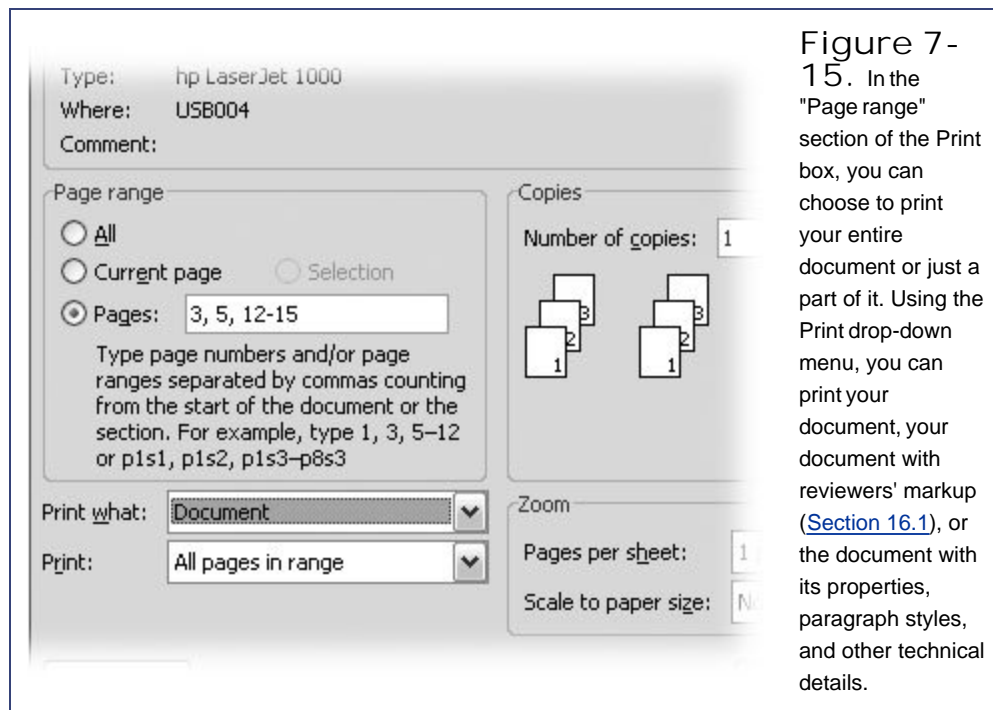 Type: hp LaserJet 1000
Where: USB004
Comment:
Page range
All
Current page Selection
Pages: 3, 5, 12-15
Type page numbers and/or page
ranges separated by commas counting
from the start of the document or the
section. For example, type 1, 3, 5–12
or p1s1, p1s2, p1s3–p8s3
Copies
Number of copies: 1
3 3
2 2
1 1
Print what: Document
Print: All pages in range
Zoom
Pages per sheet: 1
Scale to paper size:
Figure 7-
15. In the
"Page range"
section of the Print
box, you can
choose to print
your entire
document or just a
part of it. Using the
Print drop-down
menu, you can
print your
document, your
document with
reviewers' markup
(Section 16.1), or
the document with
its properties,
paragraph styles,
and other technical
details.